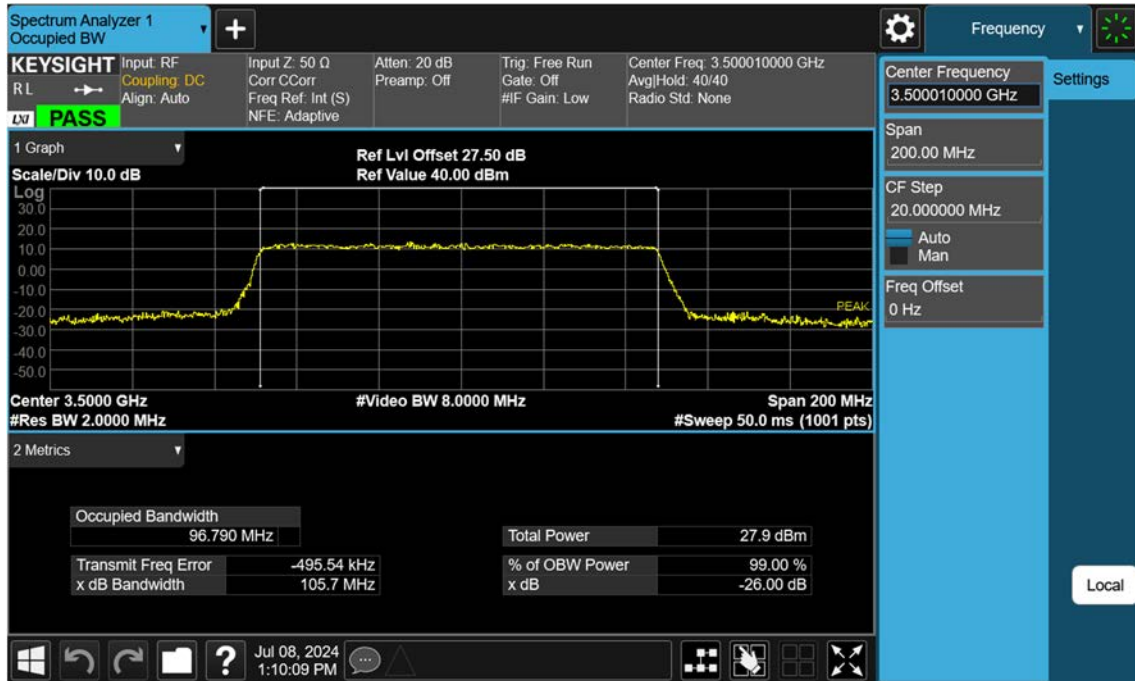 Spectrum Analyzer 1
Occupied BW
+
Frequency
KEYSIGHT
RL
LXI PASS
Input: RF
Coupling: DC
Align: Auto
Input Z: 50 Ω
Corr CCorr
Freq Ref: Int (S)
NFE: Adaptive
Atten: 20 dB
Preamp: Off
Trig: Free Run
Gate: Off
#IF Gain: Low
Center Freq: 3.500010000 GHz
Avg|Hold: 40/40
Radio Std: None
Center Frequency
3.500010000 GHz
Settings
Span
200.00 MHz
CF Step
20.000000 MHz
Auto
Man
Freq Offset
0 Hz
Local
1 Graph
Scale/Div 10.0 dB
Ref Lvl Offset 27.50 dB
Ref Value 40.00 dBm
Log
30.0
20.0
10.0
0.00
-10.0
-20.0
-30.0
-40.0
-50.0
PEAK
Center 3.5000 GHz
#Video BW 8.0000 MHz
Span 200 MHz
#Res BW 2.0000 MHz
#Sweep 50.0 ms (1001 pts)
2 Metrics
Occupied Bandwidth
96.790 MHz
Total Power 27.9 dBm
Transmit Freq Error -495.54 kHz
% of OBW Power 99.00 %
x dB Bandwidth 105.7 MHz
x dB -26.00 dB
?
Jul 08, 2024
1:10:09 PM